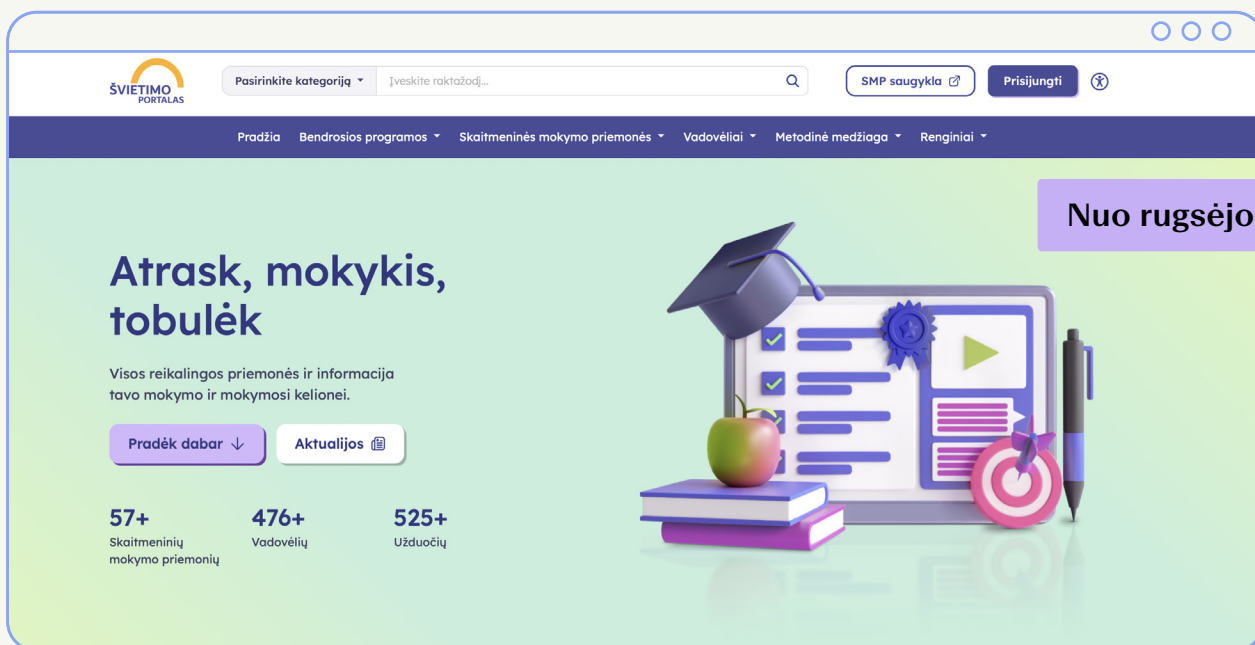 ŠVIETIMO
PORTALAS
Pasirinkite kategoriją
Įveskite raktažodį...
SMP saugykla
Prisijungti
Pradžia Bendrosios programos Skaitmeninės mokymo priemonės Vadovėliai Metodinė medžiaga Renginiai
Nuo rugsėjo
Atrask, mokykis,
tobulėk
Visos reikalingos priemonės ir informacija
tavo mokymo ir mokymosi kelionei.
Pradėk dabar
Aktualijos
57+ 476+ 525+
Skaitmeninių Vadovėlių Užduočių
mokymo priemonių